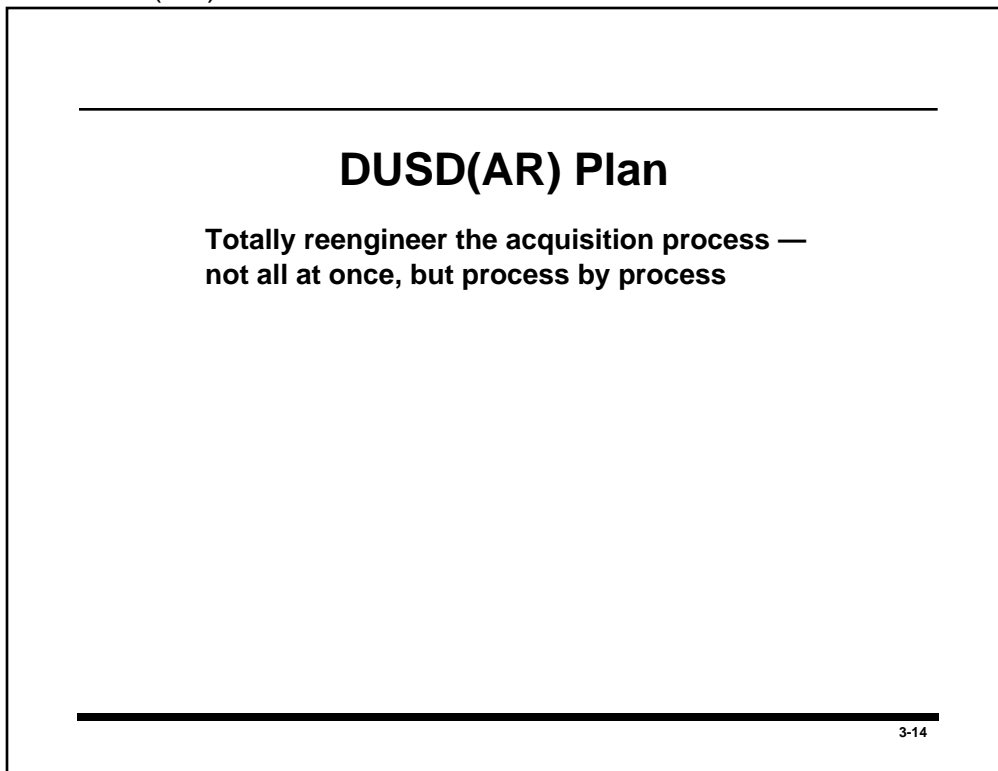 DUSD(AR) Plan
Totally reengineer the acquisition process —
not all at once, but process by process
3-14